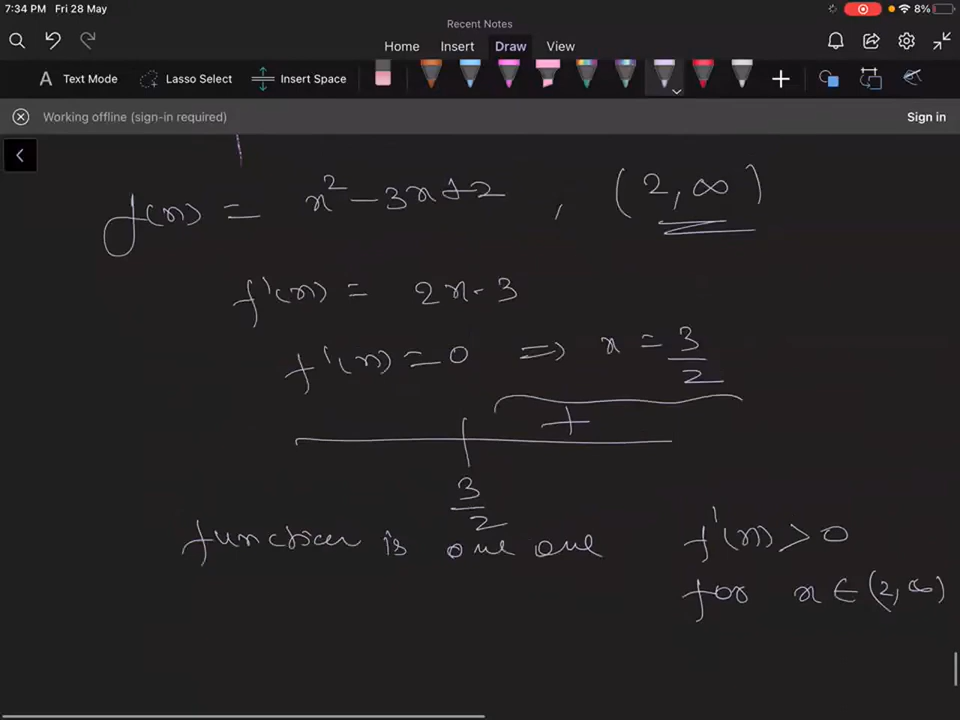 7:34 PM Fri 28 May
8%
Recent Notes
Home Insert Draw View
Text Mode Lasso Select Insert Space
Working offline (sign-in required) Sign in
f(x) = x² - 3x + 2 , (2, ∞)
f'(x) = 2x - 3
f'(x) = 0 ⇒ x = 3/2
+
3/2
function is one one f'(x) > 0
for x ∈ (2, ∞)